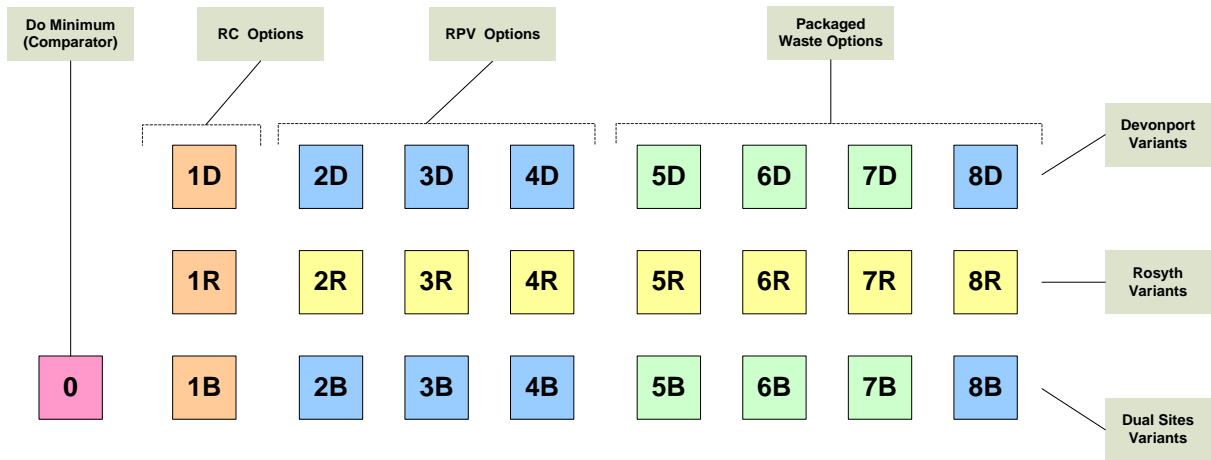 Do Minimum
(Comparator)
RC Options
RPV Options
Packaged
Waste Options
Devonport
Variants
1D 2D 3D 4D 5D 6D 7D 8D
1R 2R 3R 4R 5R 6R 7R 8R
Rosyth
Variants
0 1B 2B 3B 4B 5B 6B 7B 8B
Dual Sites
Variants